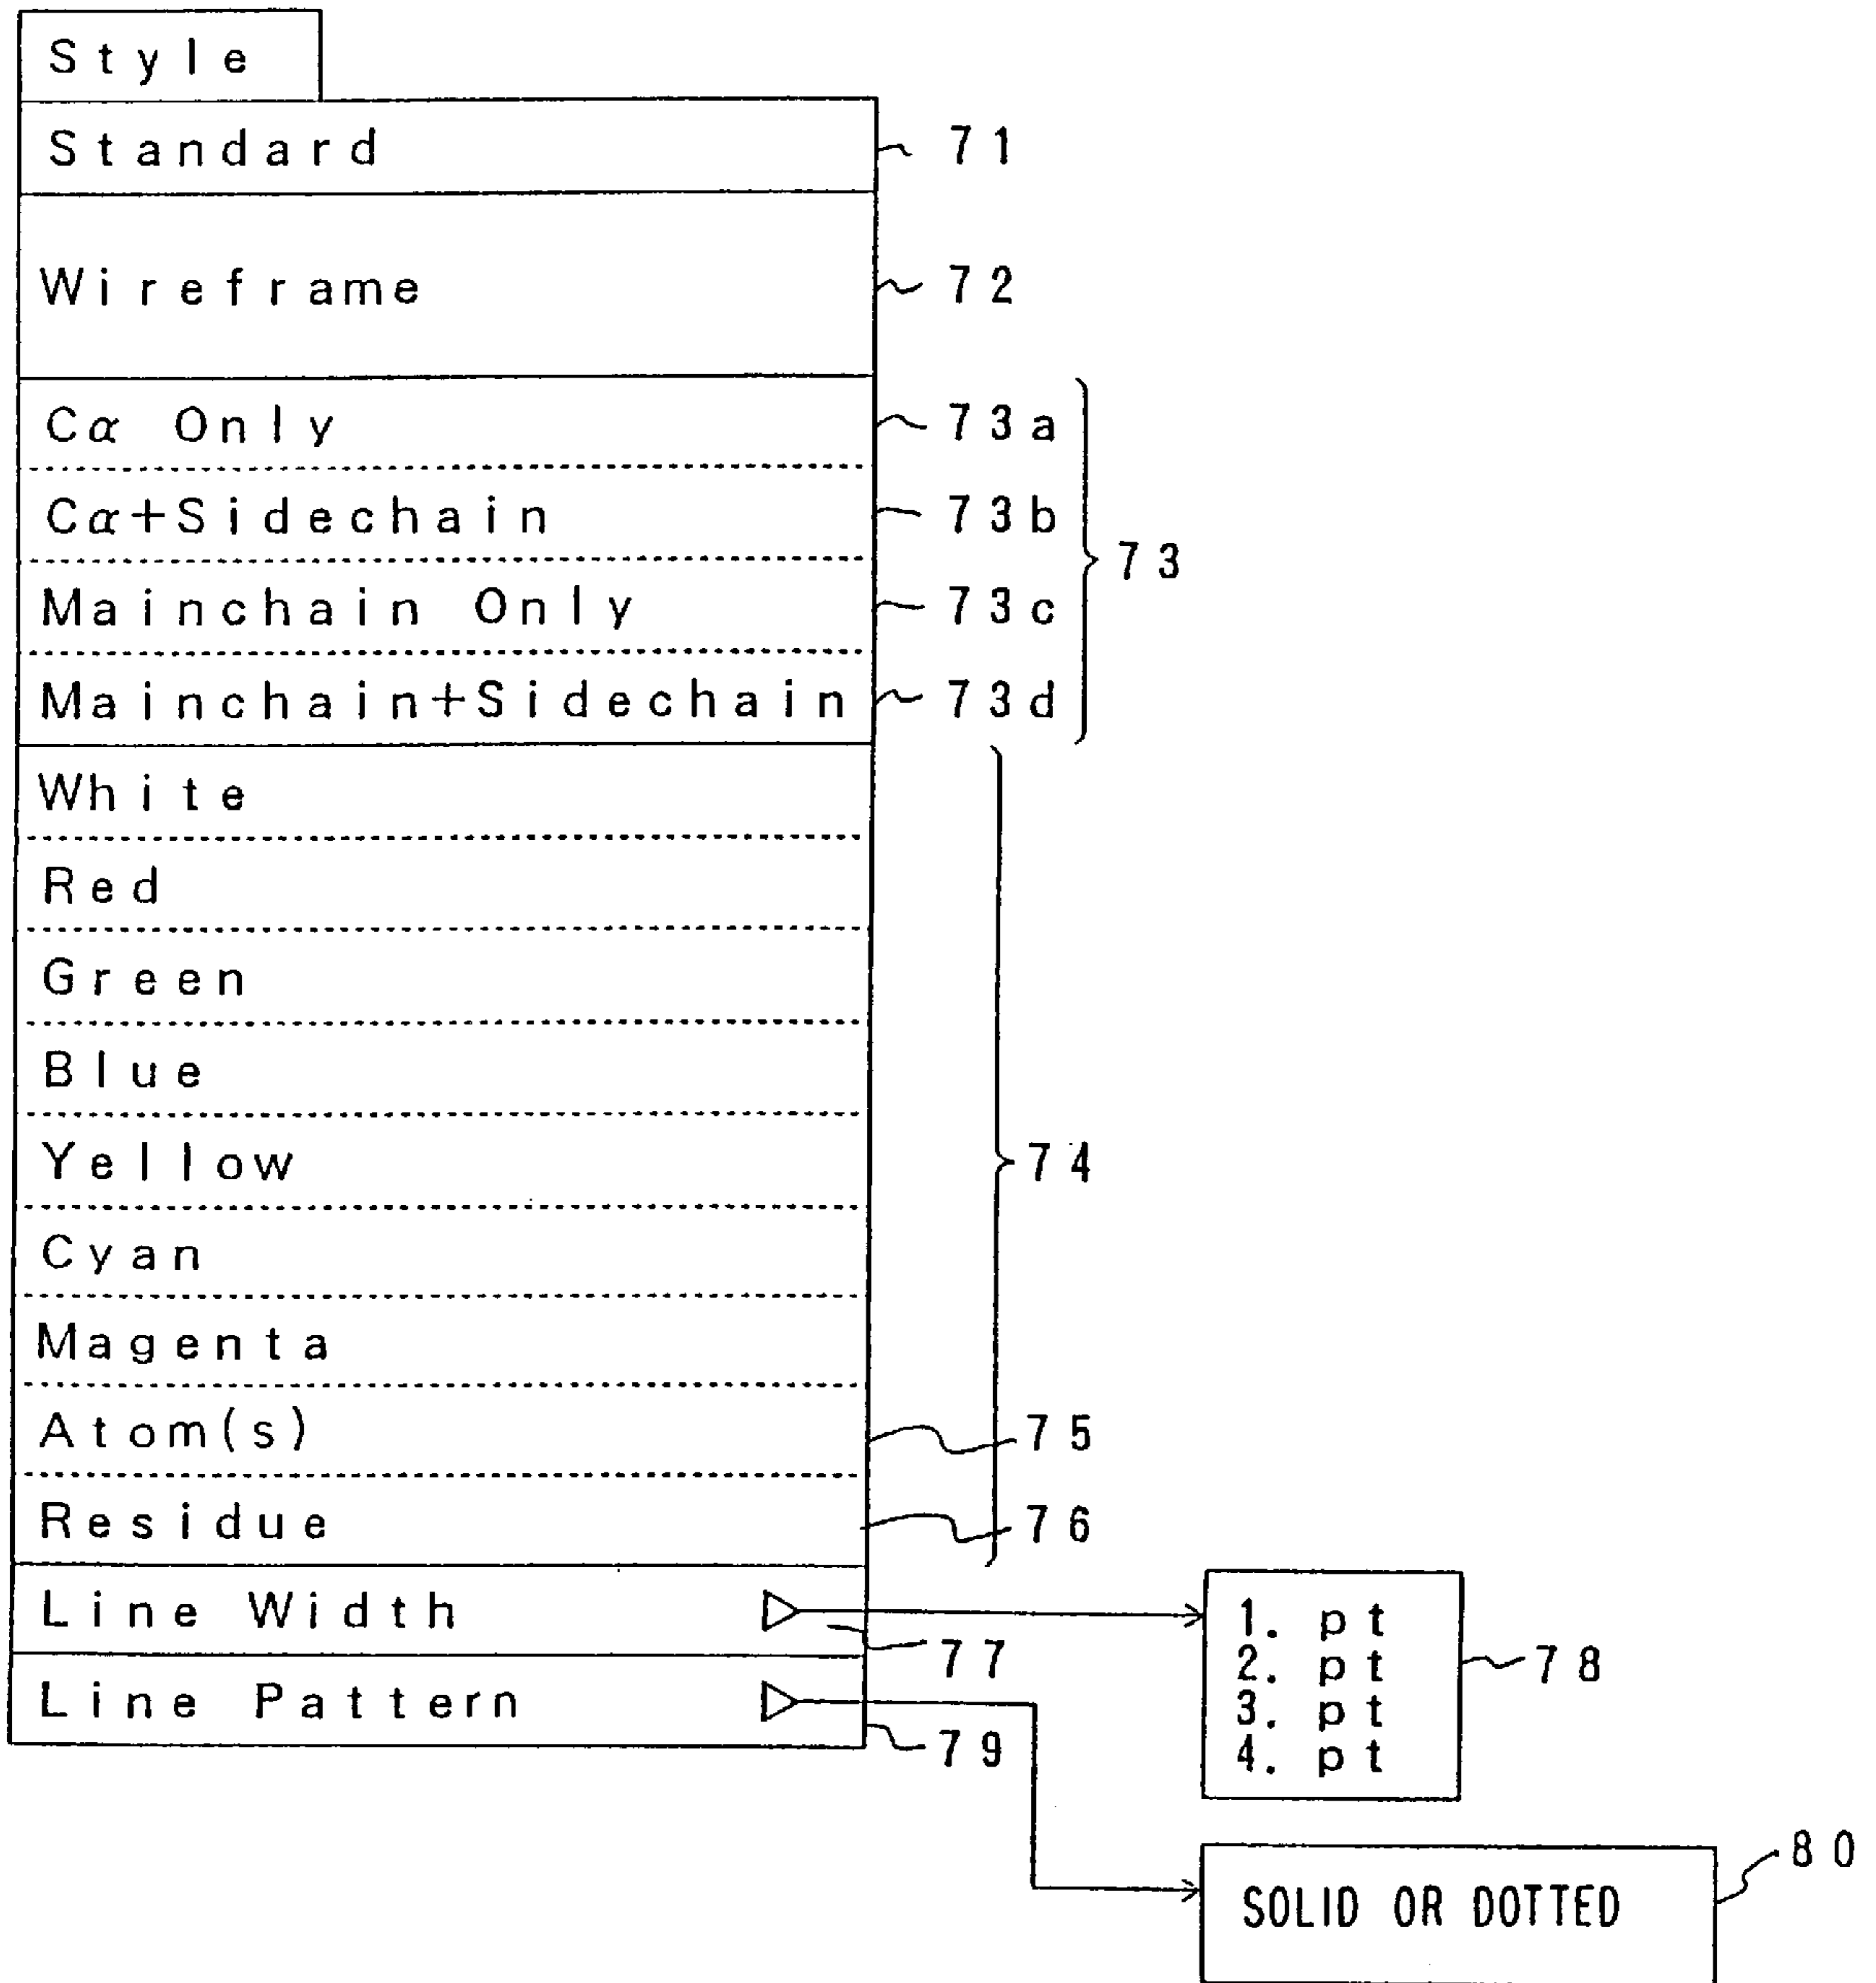 Style
Standard 71
Wireframe 72
Cα Only 73a
Cα+Sidechain 73b
73
Mainchain Only 73c
Mainchain+Sidechain 73d
White
Red
Green
Blue
Yellow 74
Cyan
Magenta
Atom(s) 75
Residue 76
Line Width 77
Line Pattern 79
1. pt
2. pt
3. pt
4. pt
78
SOLID OR DOTTED 80